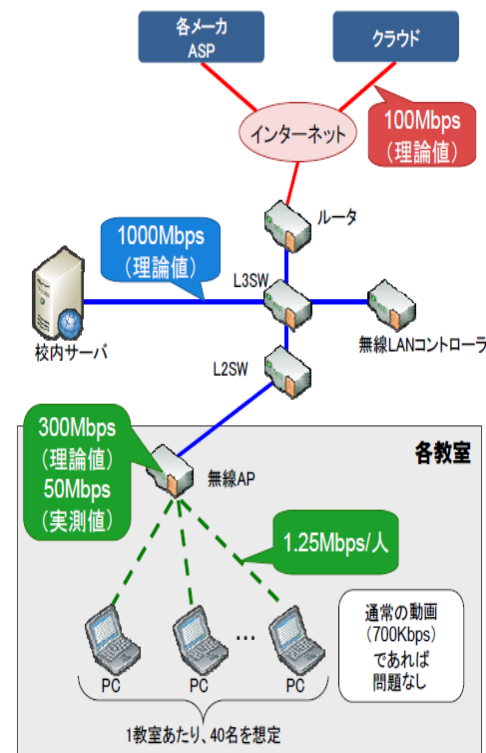 各メーカ
ASP
クラウド
インターネット
100Mbps
(理論値)
ルータ
1000Mbps
(理論値)
L3SW
校内サーバ
無線LANコントローラ
L2SW
300Mbps
(理論値)
50Mbps
(実測値)
各教室
無線AP
1.25Mbps/人
通常の動画
(700Kbps)
であれば
問題なし
…
PC
PC
PC
1教室あたり、40名を想定